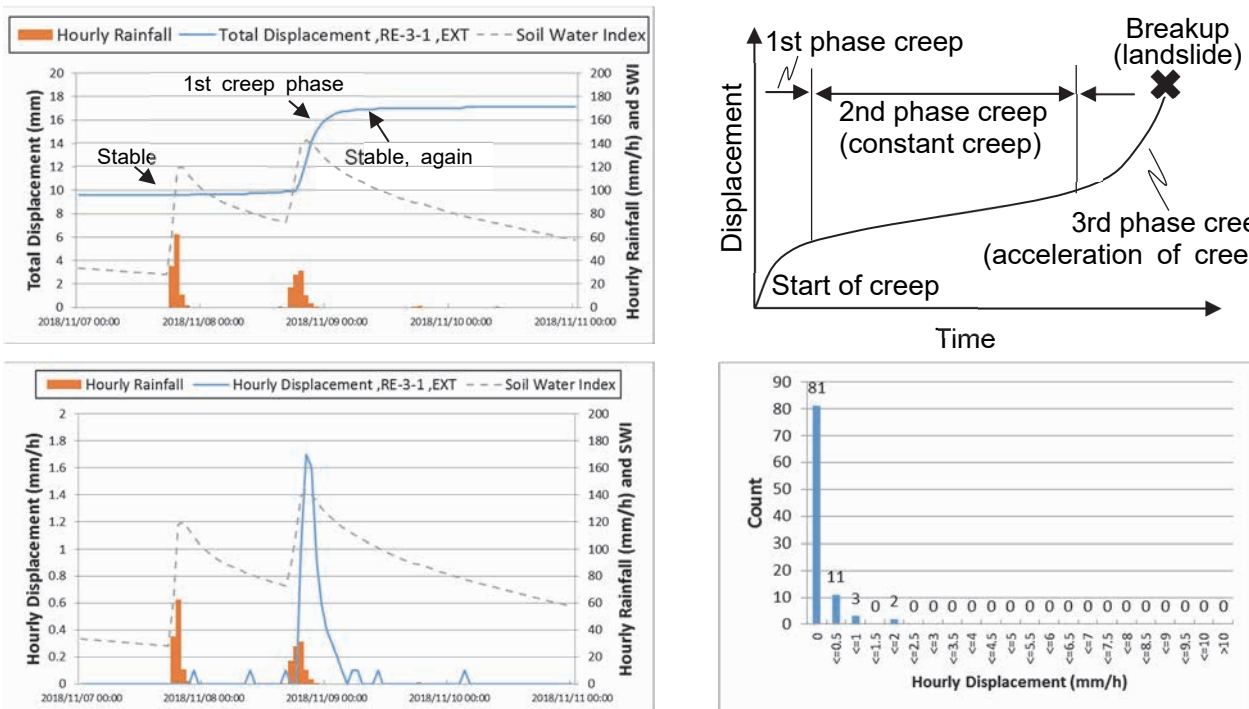 Hourly Rainfall Total Displacement ,RE-3-1 ,EXT Soil Water Index
Total Displacement (mm)
20
18
16
14
12
10
8
6
4
2
0
1st creep phase
Stable
Stable, again
200
180
160
140
120
100
80
60
40
20
0
Hourly Rainfall (mm/h) and SWI
2018/11/07 00:00 2018/11/08 00:00 2018/11/09 00:00 2018/11/10 00:00 2018/11/11 00:00
Displacement
1st phase creep
Breakup
(landslide)
2nd phase creep
(constant creep)
3rd phase cree
(acceleration of cree
Start of creep
Time
Hourly Rainfall Hourly Displacement ,RE-3-1 ,EXT Soil Water Index
Hourly Displacement (mm/h)
2
1.8
1.6
1.4
1.2
1
0.8
0.6
0.4
0.2
0
200
180
160
140
120
100
80
60
40
20
0
Hourly Rainfall (mm/h) and SWI
2018/11/07 00:00 2018/11/08 00:00 2018/11/09 00:00 2018/11/10 00:00 2018/11/11 00:00
Count
90
80
70
60
50
40
30
20
10
0
81
11
3 0 2 0 0 0 0 0 0 0 0 0 0 0 0 0 0 0 0 0
0 <=0.5 <=1 <=1.5 <=2 <=2.5 <=3 <=3.5 <=4 <=4.5 <=5 <=5.5 <=6 <=6.5 <=7 <=7.5 <=8 <=8.5 <=9 <=9.5 <=10 >10
Hourly Displacement (mm/h)